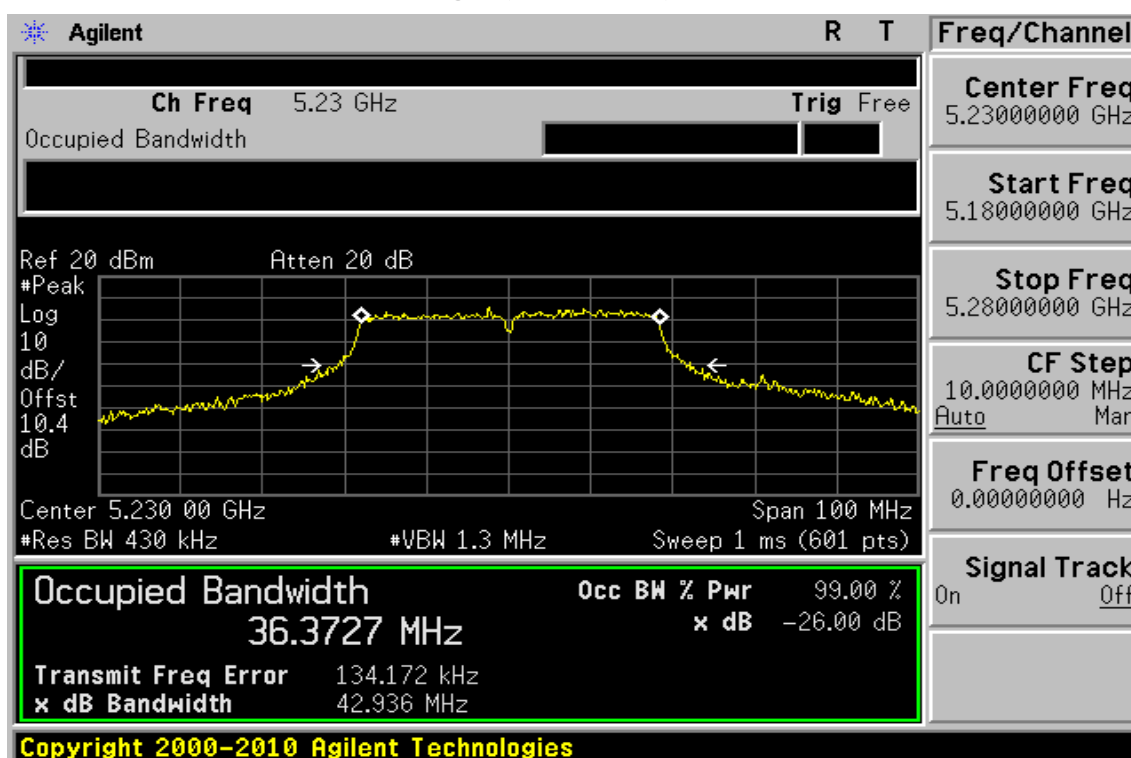 Agilent R T
Ch Freq 5.23 GHz Trig Free
Occupied Bandwidth
Ref 20 dBm Atten 20 dB
#Peak
Log
10
dB/
Offst
10.4
dB
Center 5.230 00 GHz Span 100 MHz
#Res BW 430 kHz #VBW 1.3 MHz Sweep 1 ms (601 pts)
Occupied Bandwidth
36.3727 MHz
Occ BW % Pwr 99.00 %
x dB -26.00 dB
Transmit Freq Error 134.172 kHz
x dB Bandwidth 42.936 MHz
Copyright 2000-2010 Agilent Technologies
Freq/Channel
Center Freq
5.23000000 GHz
Start Freq
5.18000000 GHz
Stop Freq
5.28000000 GHz
CF Step
10.0000000 MHz
Auto Man
Freq Offset
0.00000000 Hz
Signal Track
On Off